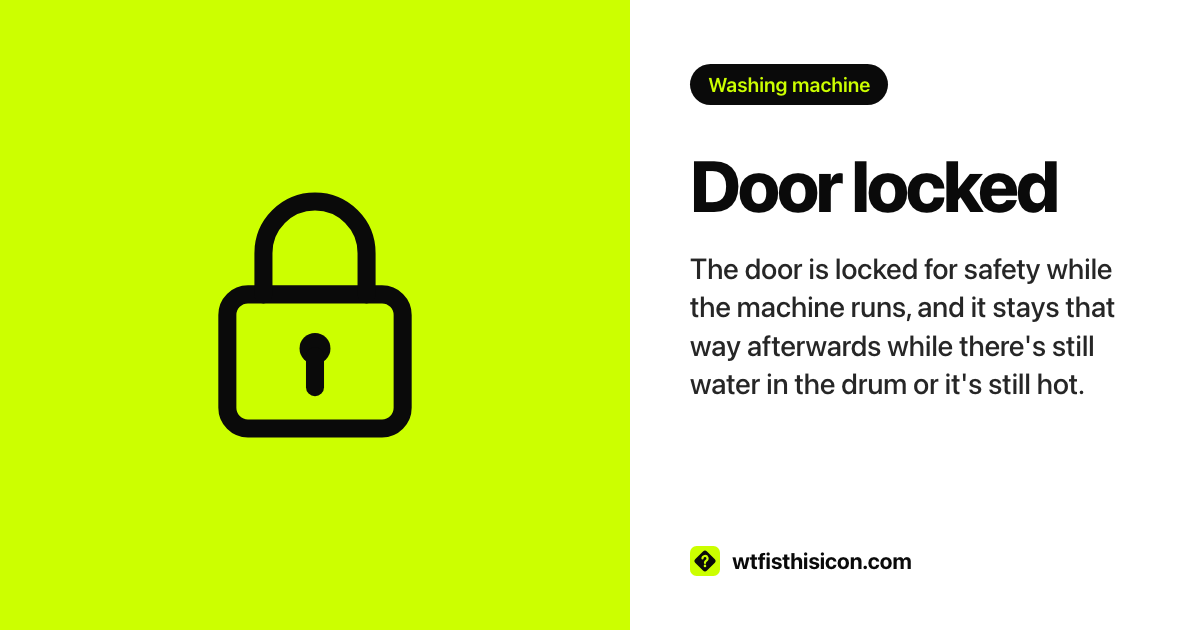 Washing machine
Door locked
The door is locked for safety while
the machine runs, and it stays that
way afterwards while there's still
water in the drum or it's still hot.
?
wtfisthisicon.com